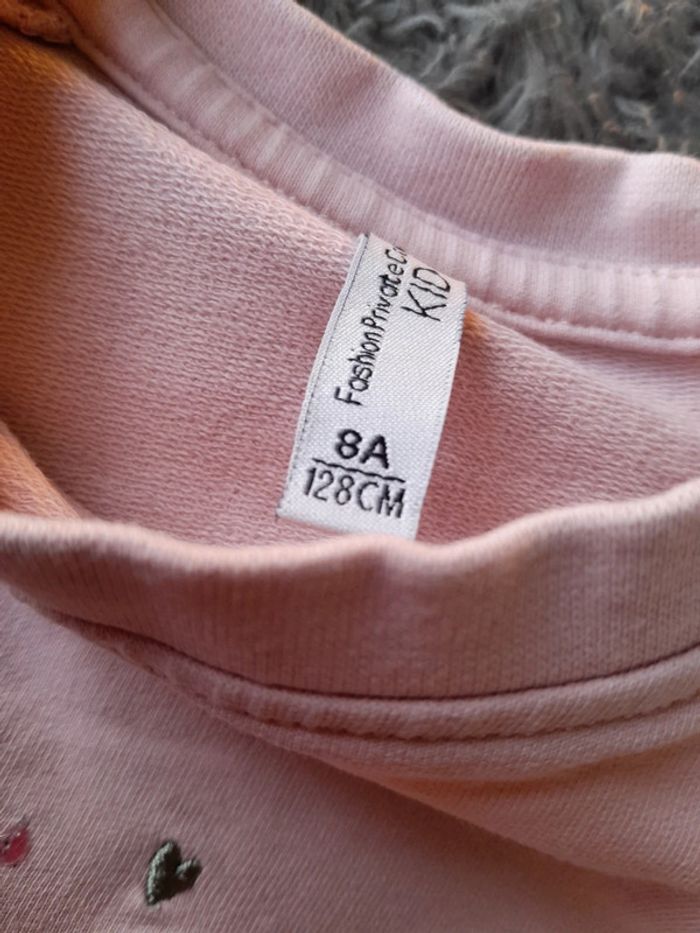 FashionPrivate
KID
8A
128CM